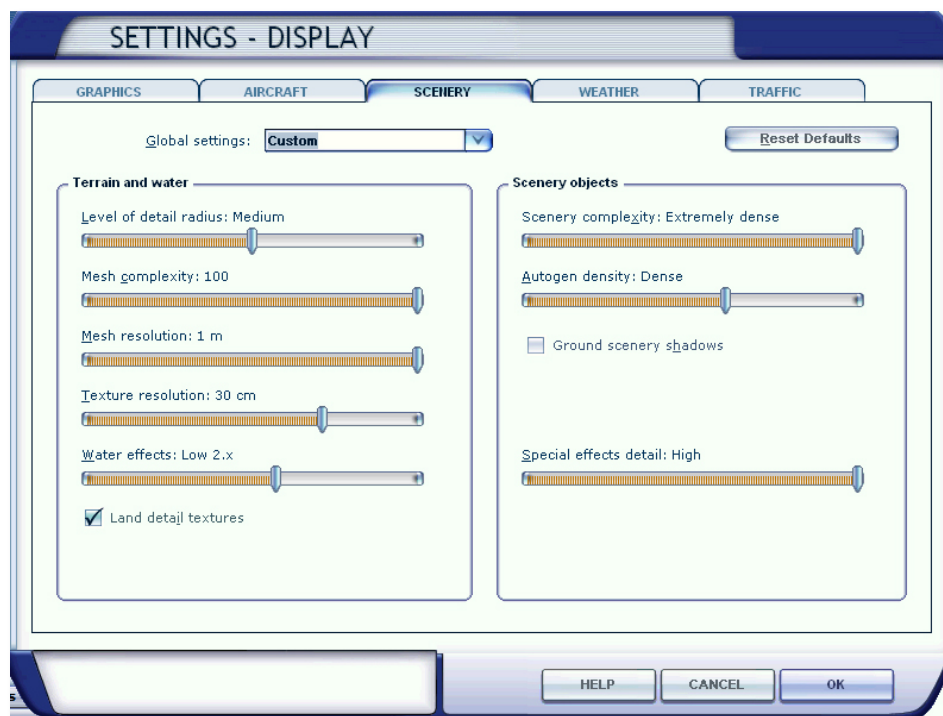 SETTINGS - DISPLAY
GRAPHICS AIRCRAFT SCENERY WEATHER TRAFFIC
Global settings: Custom Reset Defaults
Terrain and water
Level of detail radius: Medium
Mesh complexity: 100
Mesh resolution: 1 m
Texture resolution: 30 cm
Water effects: Low 2.x
Land detail textures
Scenery objects
Scenery complexity: Extremely dense
Autogen density: Dense
Ground scenery shadows
Special effects detail: High
HELP CANCEL OK